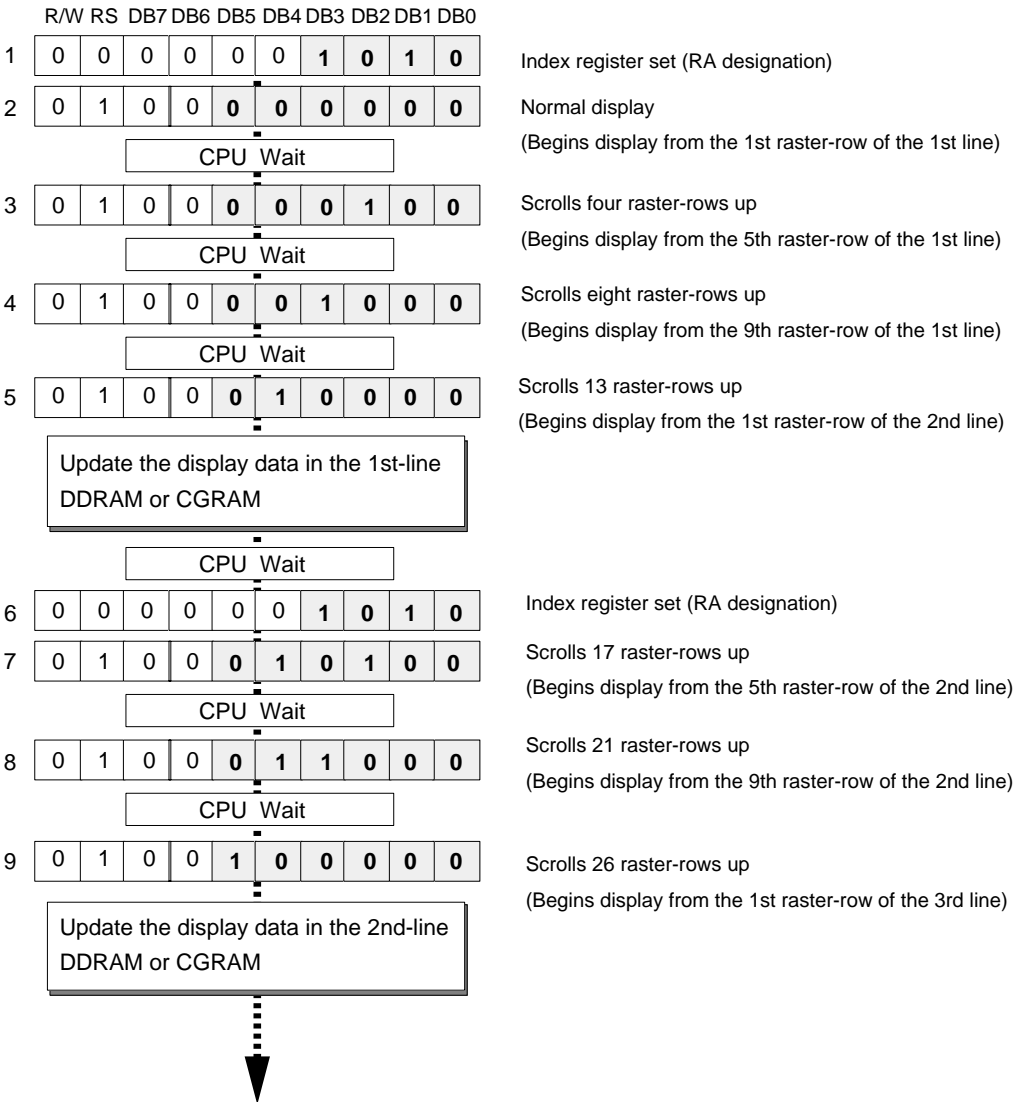 R/W RS DB7 DB6 DB5 DB4 DB3 DB2 DB1 DB0
1 0 0 0 0 0 0 1 0 1 0 Index register set (RA designation)
2 0 1 0 0 0 0 0 0 0 0 Normal display
(Begins display from the 1st raster-row of the 1st line)
CPU Wait
3 0 1 0 0 0 0 0 1 0 0 Scrolls four raster-rows up
(Begins display from the 5th raster-row of the 1st line)
CPU Wait
4 0 1 0 0 0 0 1 0 0 0 Scrolls eight raster-rows up
(Begins display from the 9th raster-row of the 1st line)
CPU Wait
5 0 1 0 0 0 1 0 0 0 0 Scrolls 13 raster-rows up
(Begins display from the 1st raster-row of the 2nd line)
Update the display data in the 1st-line
DDRAM or CGRAM
CPU Wait
6 0 0 0 0 0 0 1 0 1 0 Index register set (RA designation)
7 0 1 0 0 0 1 0 1 0 0 Scrolls 17 raster-rows up
(Begins display from the 5th raster-row of the 2nd line)
CPU Wait
8 0 1 0 0 0 1 1 0 0 0 Scrolls 21 raster-rows up
(Begins display from the 9th raster-row of the 2nd line)
CPU Wait
9 0 1 0 0 1 0 0 0 0 0 Scrolls 26 raster-rows up
(Begins display from the 1st raster-row of the 3rd line)
Update the display data in the 2nd-line
DDRAM or CGRAM